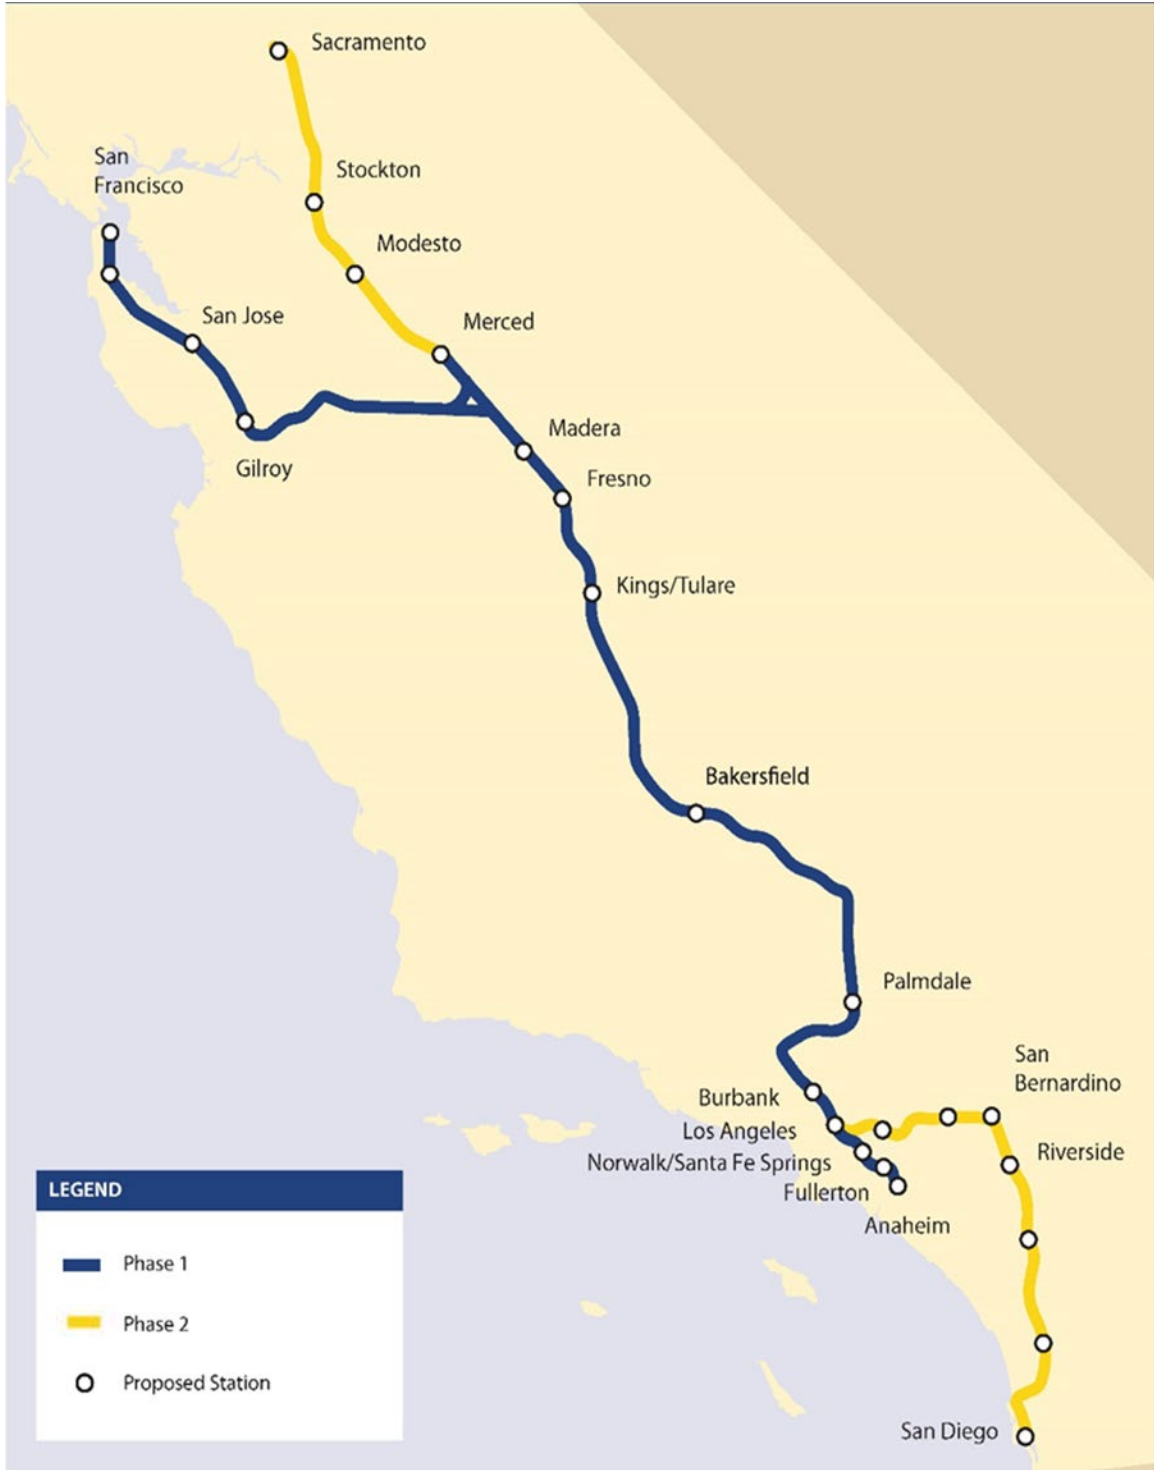 Sacramento
San
Francisco
Stockton
Modesto
San Jose
Merced
Gilroy
Madera
Fresno
Kings/Tulare
Bakersfield
Palmdale
San
Bernardino
Burbank
Los Angeles
Riverside
Norwalk/Santa Fe Springs
Fullerton
Anaheim
San Diego
LEGEND
Phase 1
Phase 2
Proposed Station